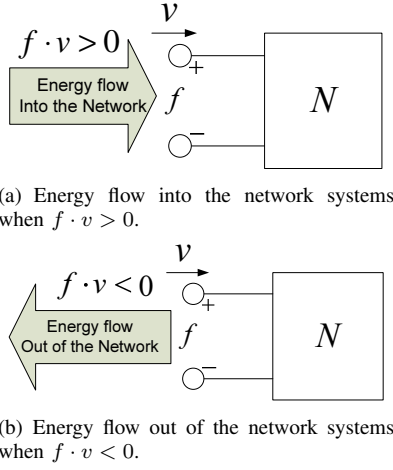 v
f · v > 0
+
Energy flow
Into the Network
f
N
−
(a) Energy flow into the network systems
when f · v > 0.
v
f · v < 0
+
Energy flow
Out of the Network
f
N
−
(b) Energy flow out of the network systems
when f · v < 0.